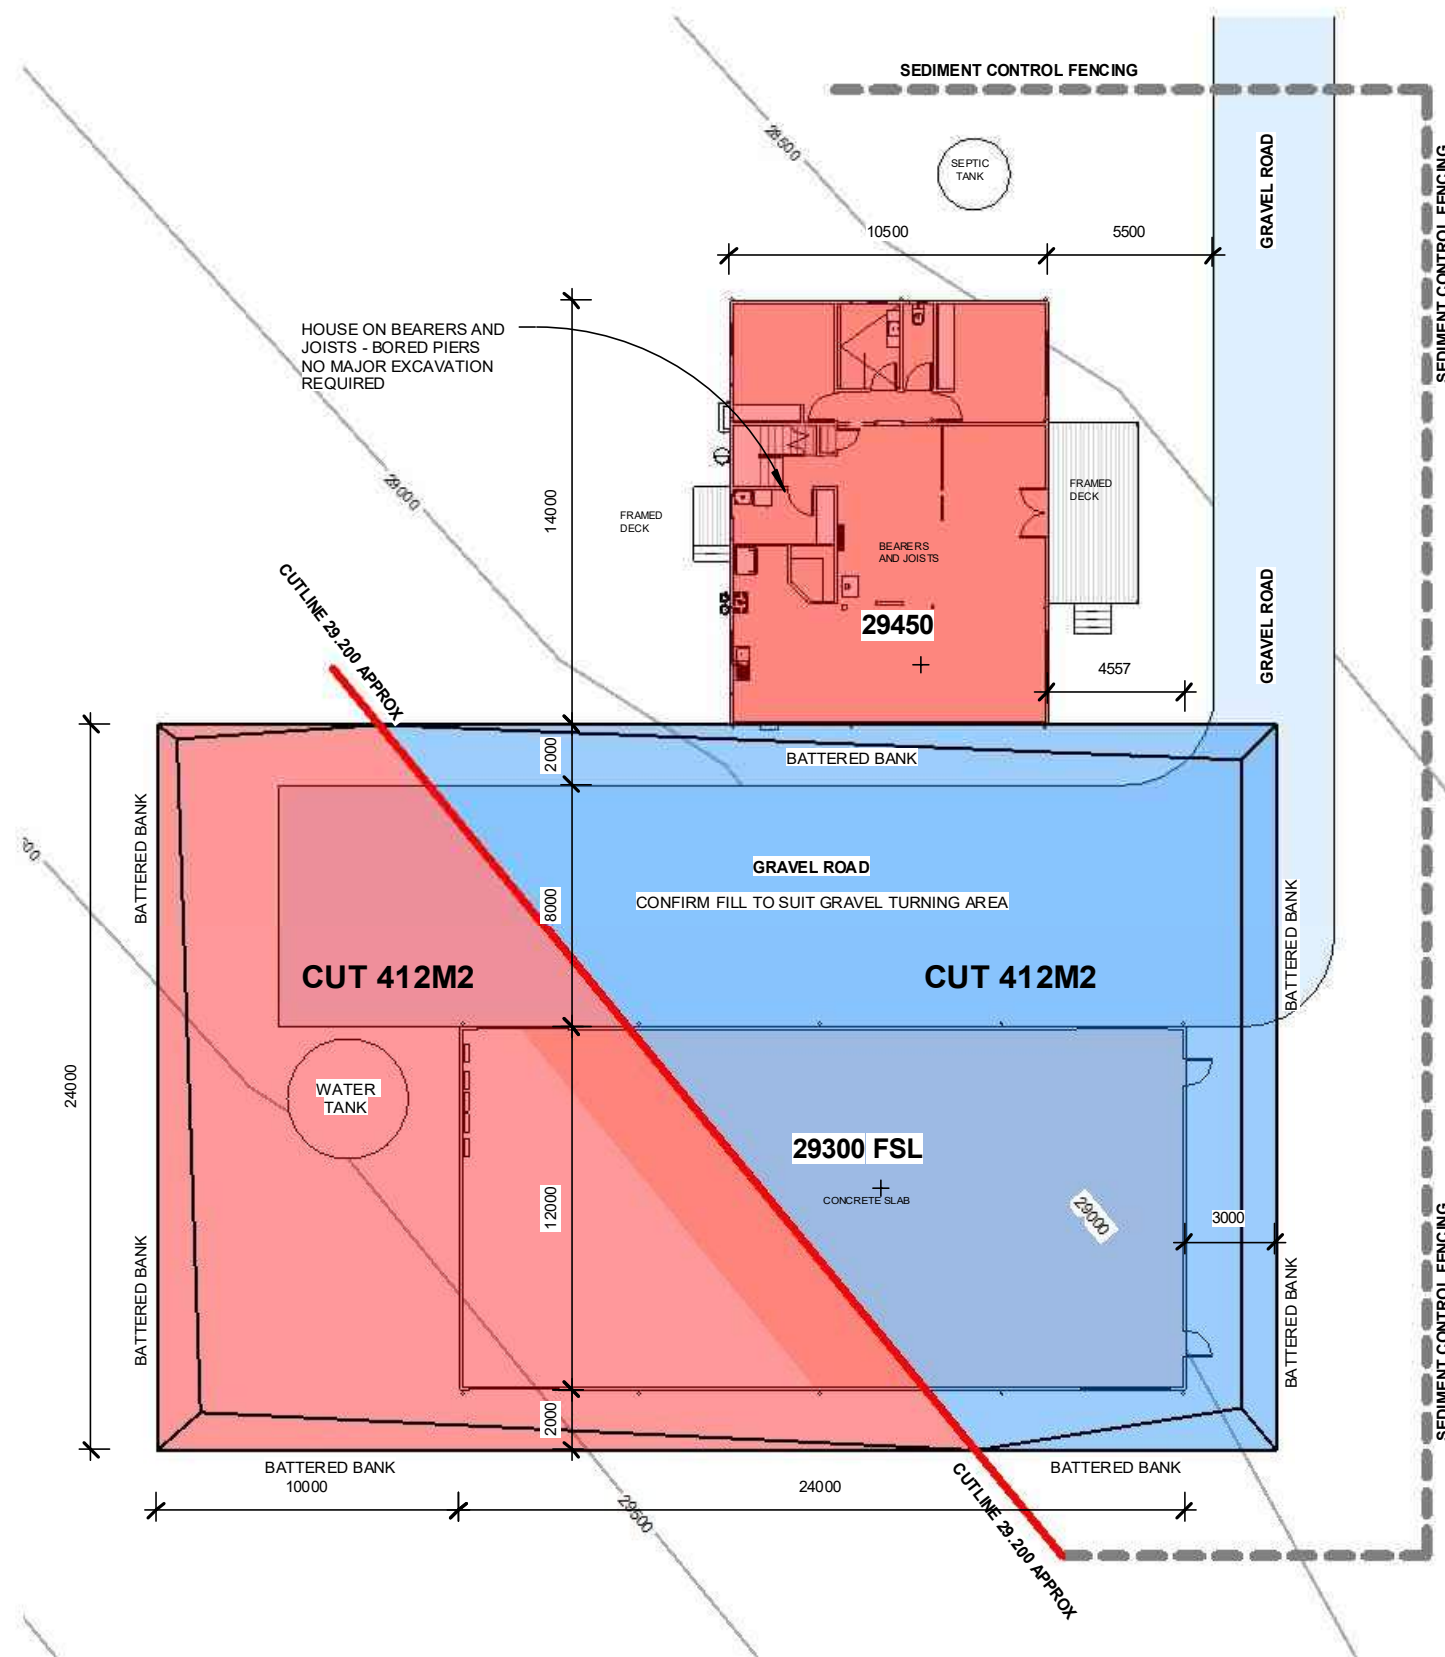 SEDIMENT CONTROL FENCING
28500
SEPTIC
TANK
GRAVEL ROAD
SEDIMENT CONTROL FENCING
10500
5500
HOUSE ON BEARERS AND
JOISTS - BORED PIERS
NO MAJOR EXCAVATION
REQUIRED
29000
14000
FRAMED
DECK
FRAMED
DECK
BEARERS
AND JOISTS
CUTLINE 29.200 APPROX
29450
GRAVEL ROAD
4557
2000
BATTERED BANK
BATTERED BANK
GRAVEL ROAD
8000
CONFIRM FILL TO SUIT GRAVEL TURNING AREA
BATTERED BANK
CUT 412M2
CUT 412M2
24000
WATER
TANK
29300 FSL
CONCRETE SLAB
12000
29000
3000
BATTERED BANK
BATTERED BANK
SEDIMENT CONTROL FENCING
2000
BATTERED BANK
BATTERED BANK
10000
24000
29500
CUTLINE 29.200 APPROX